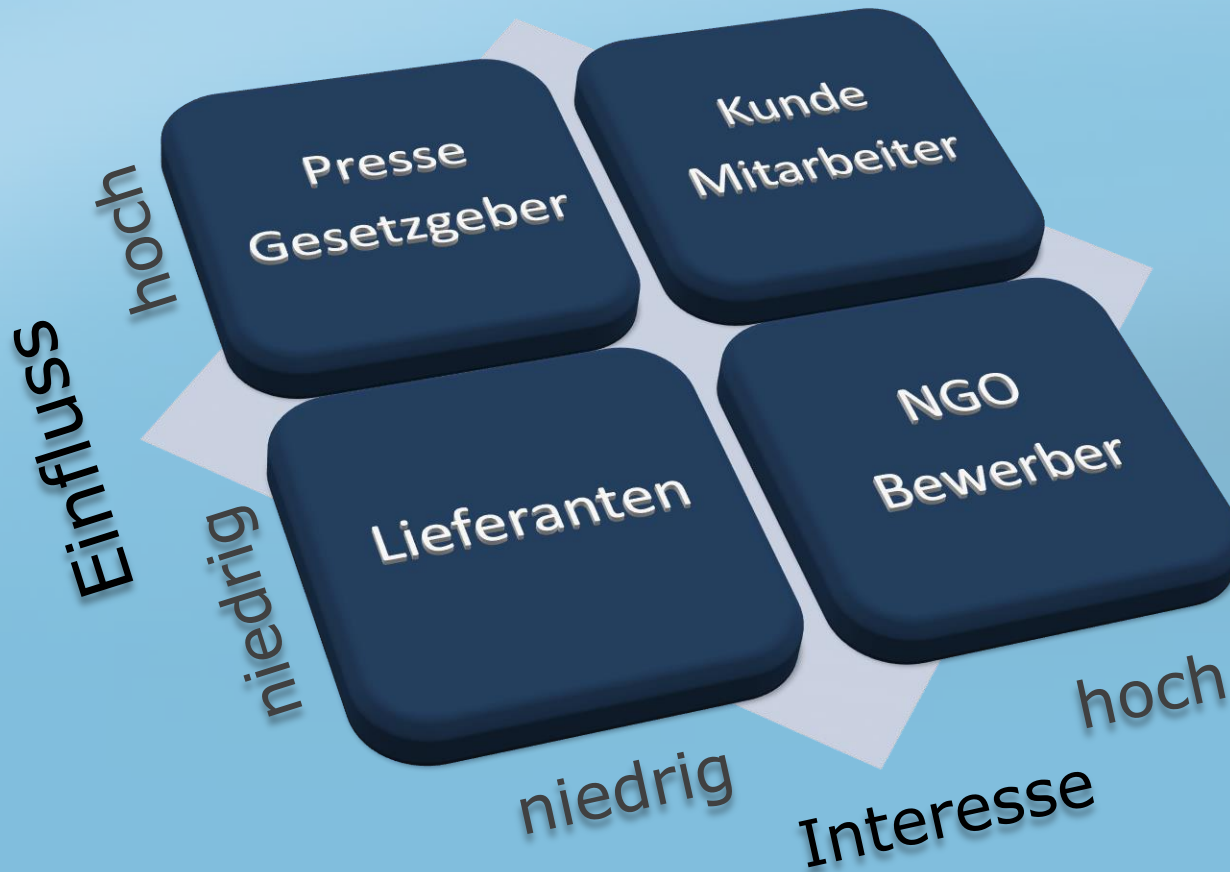 Einfluss
hoch
niedrig
Presse
Gesetzgeber
Kunde
Mitarbeiter
Lieferanten
NGO
Bewerber
niedrig
hoch
Interesse